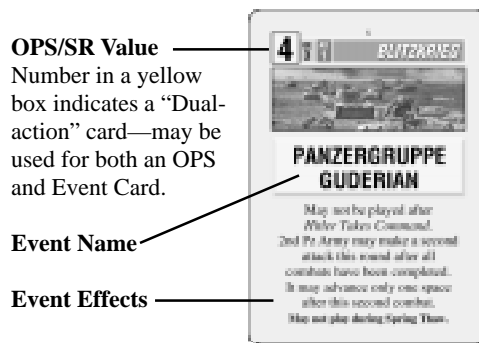 OPS/SR Value
Number in a yellow
box indicates a “Dual-
action” card—may be
used for both an OPS
and Event Card.
Event Name
Event Effects
4
BLITZKRIEG
PANZERGRUPPE
GUDERIAN
May not be played after
Hitler Takes Command.
2nd Pz Army may make a second
attack this round after all
combats have been completed.
It may advance only one space
after this second combat.
May not play during Spring Thaw.